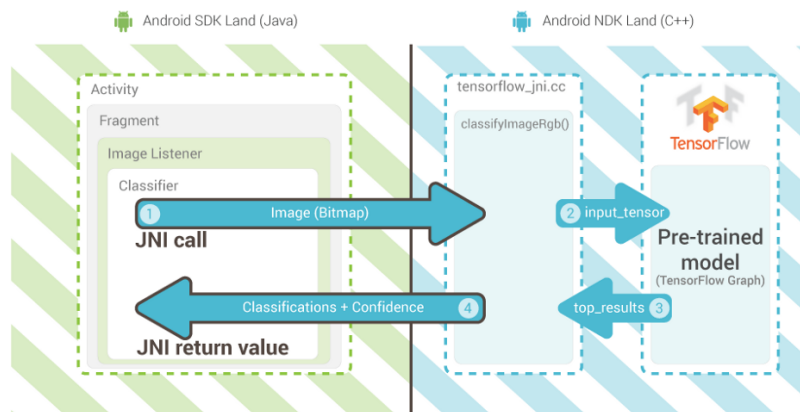 Android SDK Land (Java)
Android NDK Land (C++)
Activity
Fragment
Image Listener
Classifier
1 Image (Bitmap)
JNI call
Classifications + Confidence 4
JNI return value
tensorflow_jni.cc
classifyImageRgb()
2 input_tensor
TensorFlow
Pre-trained
model
(TensorFlow Graph)
top_results 3